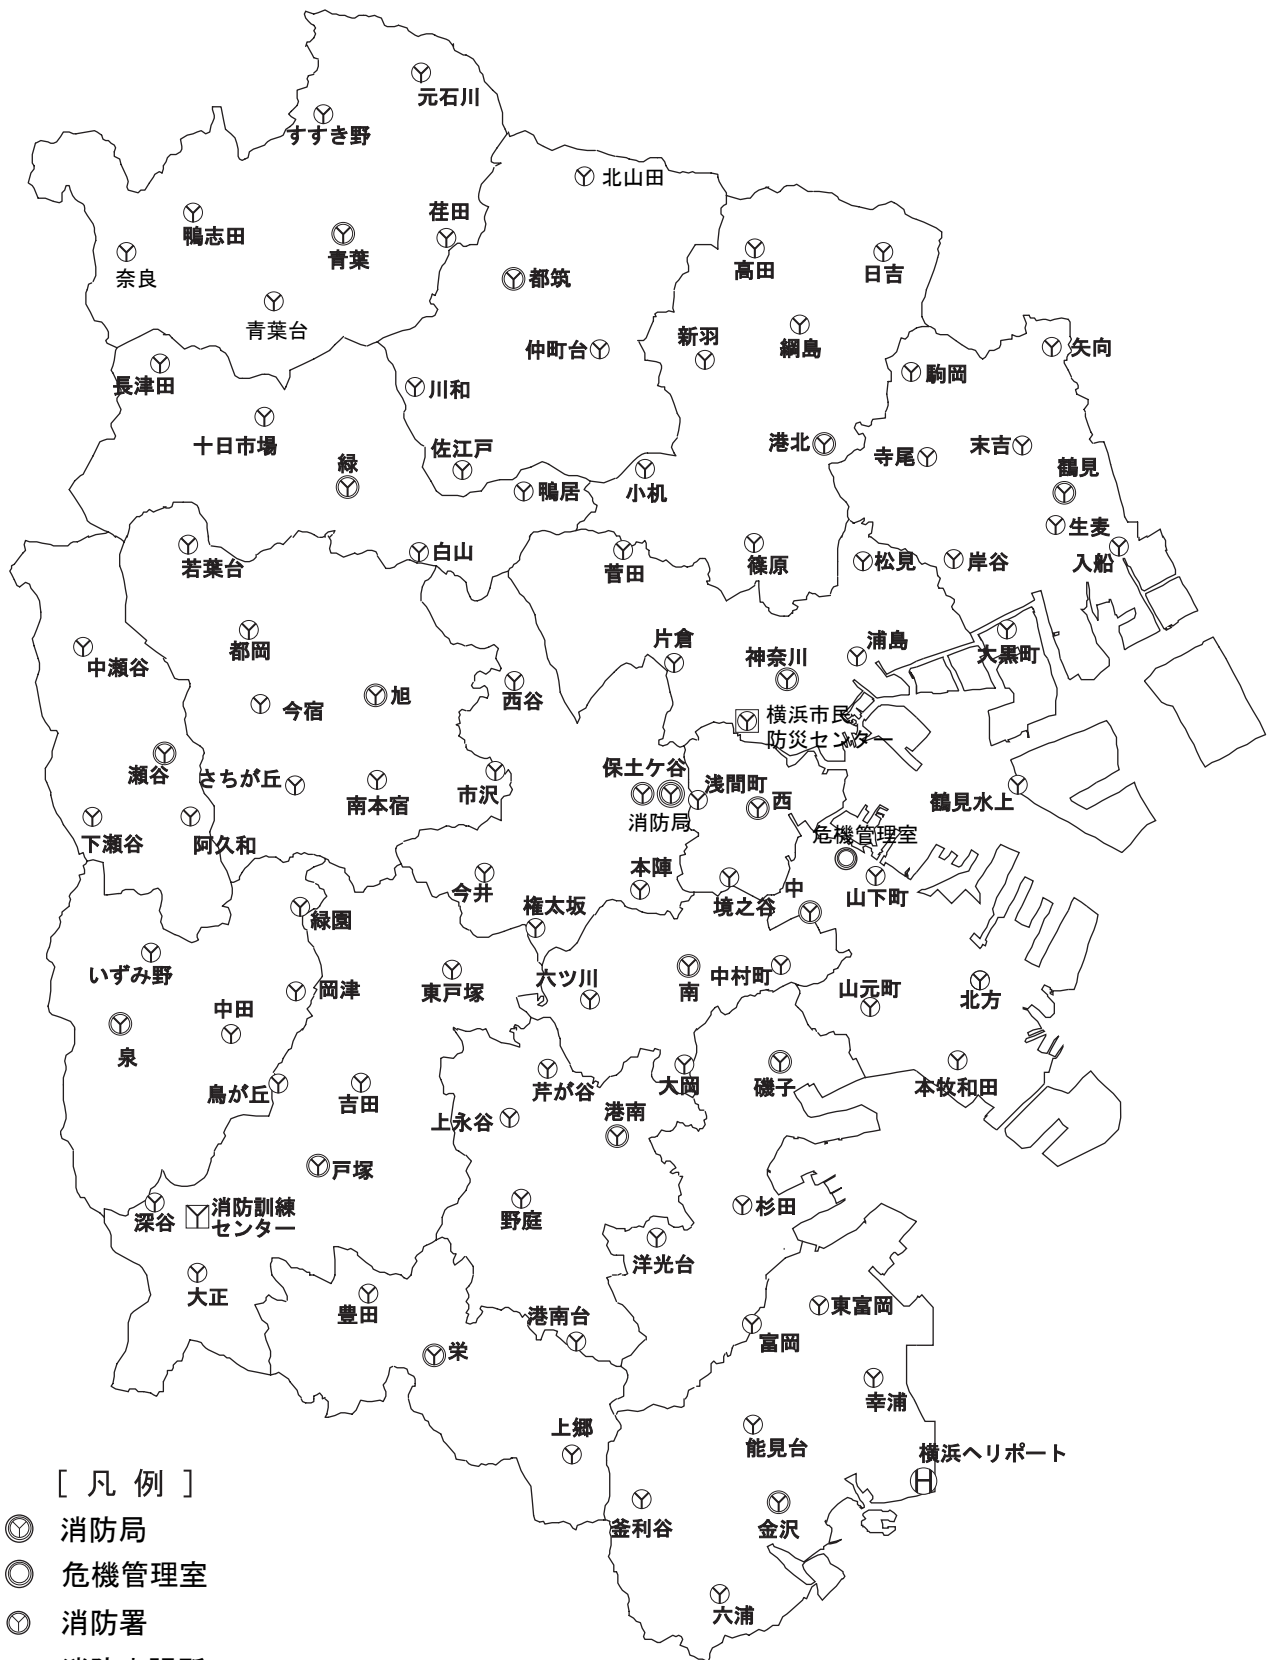 元石川
すすき野
北山田
荏田
鴨志田
青葉
奈良
都筑
高田
日吉
青葉台
新羽
仲町台
綱島
矢向
長津田
駒岡
川和
十日市場
佐江戸
港北
寺尾
末吉
緑
鶴見
鴨居
小机
生麦
若葉台
白山
菅田
篠原
松見
岸谷
入船
都岡
片倉
浦島
中瀬谷
神奈川
大黒町
今宿
旭
西谷
横浜市民
防災センター
瀬谷
さちが丘
南本宿
市沢
保土ケ谷
浅間町
西
鶴見水上
消防局
危機管理室
下瀬谷
阿久和
本陣
今井
中
山下町
権太坂
境之谷
緑園
いずみ野
東戸塚
六ツ川
南
中村町
岡津
山元町
北方
中田
泉
鳥が丘
吉田
芹が谷
大岡
磯子
本牧和田
上永谷
港南
戸塚
深谷
消防訓練
センター
野庭
杉田
洋光台
大正
豊田
港南台
東富岡
栄
富岡
幸浦
上郷
能見台
横浜ヘリポート
釜利谷
金沢
六浦
[ 凡 例 ]
消防局
危機管理室
消防署